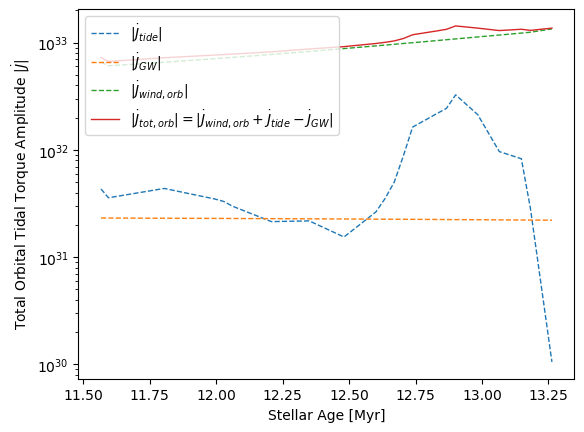 |J̇_{tide}|
|J̇_{GW}|
|J̇_{wind,orb}|
|J̇_{tot,orb}| = |J̇_{wind,orb} + J̇_{tide} − J̇_{GW}|
Total Orbital Tidal Torque Amplitude |J̇|
10^{33}
10^{32}
10^{31}
10^{30}
11.50 11.75 12.00 12.25 12.50 12.75 13.00 13.25
Stellar Age [Myr]